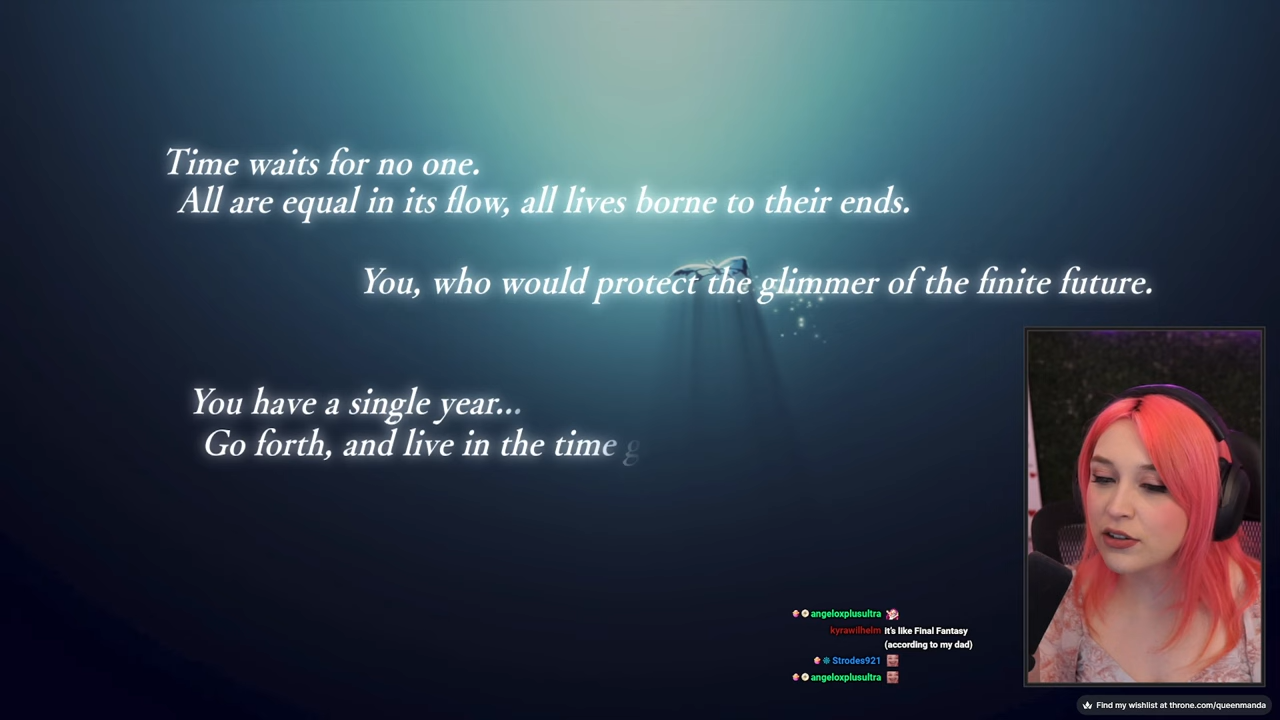 Time waits for no one.
All are equal in its flow, all lives borne to their ends.
You, who would protect the glimmer of the finite future.
You have a single year...
Go forth, and live in the time g
angeloxplusultra
kyrawilhelm it's like Final Fantasy
(according to my dad)
Strodes921
angeloxplusultra
Find my wishlist at throne.com/queenmanda